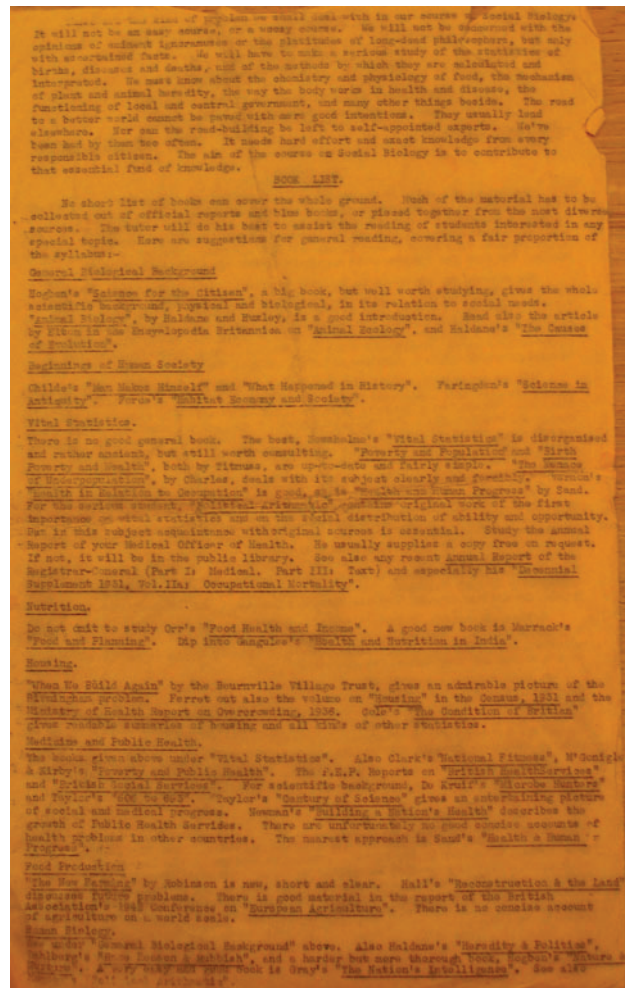 kind of problem we shall deal with in our course of Social Biology.
It will not be an easy course, or a woozy course. We will not be concerned with the
opinions of eminent ignoramuses or the platitudes of long-dead philosophers, but only
with ascertained facts. We will have to make a serious study of the statistics of
births, diseases and deaths, and of the methods by which they are calculated and
interpreted. We must know about the chemistry and physiology of food, the mechanism
of plant and animal heredity, the way the body works in health and disease, the
functioning of local and central government, and many other things beside. The road
to a better world cannot be paved with mere good intentions. They usually lead
elsewhere. Nor can the road-building be left to self-appointed experts. We've
been had by them too often. It needs hard effort and exact knowledge from every
responsible citizen. The aim of the course on Social Biology is to contribute to
that essential fund of knowledge.
BOOK LIST.
No short list of books can cover the whole ground. Much of the material has to be
collected out of official reports and blue books, or pieced together from the most diverse
sources. The tutor will do his best to assist the reading of students interested in any
special topic. Here are suggestions for general reading, covering a fair proportion of
the syllabus:-
General Biological Background
Hogben's "Science for the Citizen", a big book, but well worth studying, gives the whole
scientific background, physical and biological, in its relation to social needs.
"Animal Biology", by Haldane and Huxley, is a good introduction. Read also the article
by Elton in the Encyclopedia Britannica on "Animal Ecology", and Haldane's "The Causes
of Evolution".
Beginnings of Human Society
Childe's "Man Makes Himself" and "What Happened in History". Faringdon's "Science in
Antiquity". Forde's "Habitat Economy and Society".
Vital Statistics.
There is no good general book. The best, Newsholme's "Vital Statistics" is disorganised
and rather ancient, but still worth consulting. "Poverty and Population" and "Birth
Poverty and Wealth", both by Titmuss, are up-to-date and fairly simple. "The Menace
of Underpopulation", by Charles, deals with its subject clearly and forcibly. Vernon's
"Health in Relation to Occupation" is good, as is "Health and Human Progress" by Sand.
For the serious student, "Political Arithmetic" contains original work of the first
importance on vital statistics and on the social distribution of ability and opportunity.
But in this subject acquaintance with original sources is essential. Study the Annual
Report of your Medical Officer of Health. He usually supplies a copy free on request.
If not, it will be in the public library. See also any recent Annual Report of the
Registrar-General (Part I: Medical. Part III: Text) and especially his "Decennial
Supplement 1931, Vol.IIa: Occupational Mortality".
Nutrition.
Do not omit to study Orr's "Food Health and Income". A good new book is Marrack's
"Food and Planning". Dip into Gangulee's "Health and Nutrition in India".
Housing.
"When We Build Again" by the Bournville Village Trust, gives an admirable picture of the
Birmingham problem. Ferret out also the volume on "Housing" in the Census, 1931 and the
Ministry of Health Report on Overcrowding, 1936. Cole's "The Condition of Britian"
gives readable summaries of housing and all kinds of other statistics.
Medicine and Public Health.
The books given above under "Vital Statistics". Also Clark's "National Fitness", M'Gonigle
& Kirby's "Poverty and Public Health". The P.E.P. Reports on "British HealthServices"
and "British Social Services". For scientific background, De Kruif's "Microbe Hunters"
and Taylor's Taylor's "Century of Science" gives an entertaining picture
of social and medical progress. Newman's "Building a Nation's Health" describes the
growth of Public Health Servides. There are unfortunately no good concise accounts of
health problems in other countries. The nearest approach is Sand's "Health & Human
Progress".
Food Production
"The New Farming" by Robinson is new, short and clear. Hall's "Reconstruction & the Land"
discusses future problems. There is good material in the report of the British
Association's Conference on "European Agriculture". There is no concise account
of agriculture on a world scale.
Human Biology.
See under "General Biological Background" above. Also Haldane's "Heredity & Politics",
Dahlberg's "Race Reason & Rubbish", and a harder but more thorough book, Hogben's "Nature &
Nurture". A very easy and good book is Gray's "The Nation's Intelligence". See also
"Political Arithmetic".